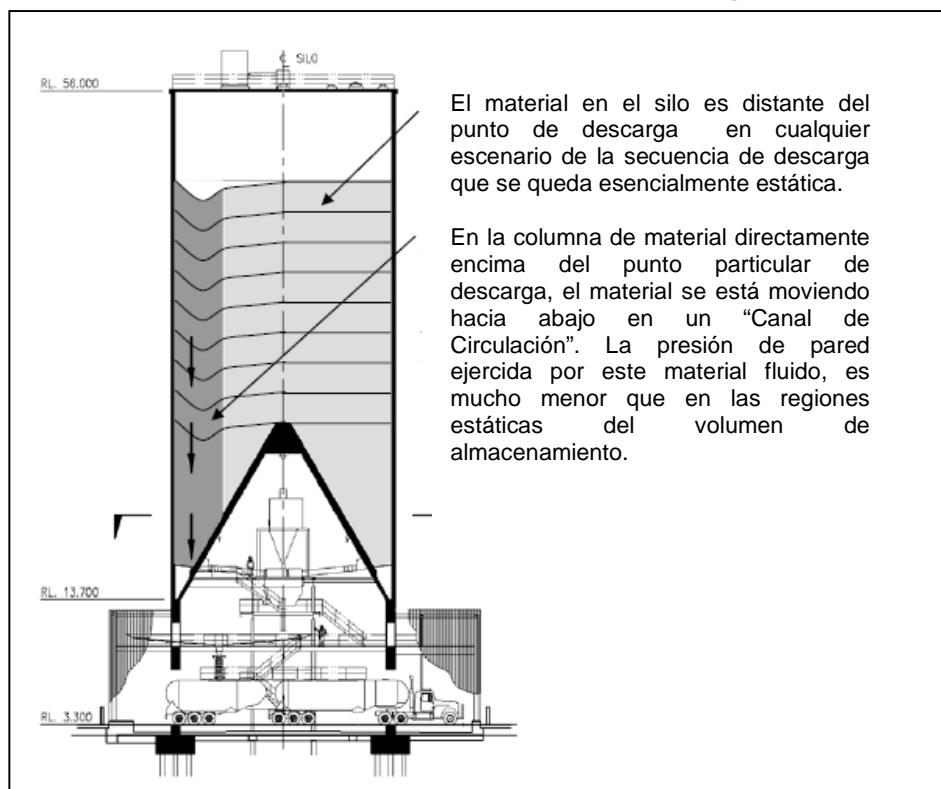 ℄ SILO
RL. 56.000
El material en el silo es distante del
punto de descarga en cualquier
escenario de la secuencia de descarga
que se queda esencialmente estática.
En la columna de material directamente
encima del punto particular de
descarga, el material se está moviendo
hacia abajo en un “Canal de
Circulación”. La presión de pared
ejercida por este material fluido, es
mucho menor que en las regiones
estáticas del volumen de
almacenamiento.
RL. 13.700
RL. 3.300